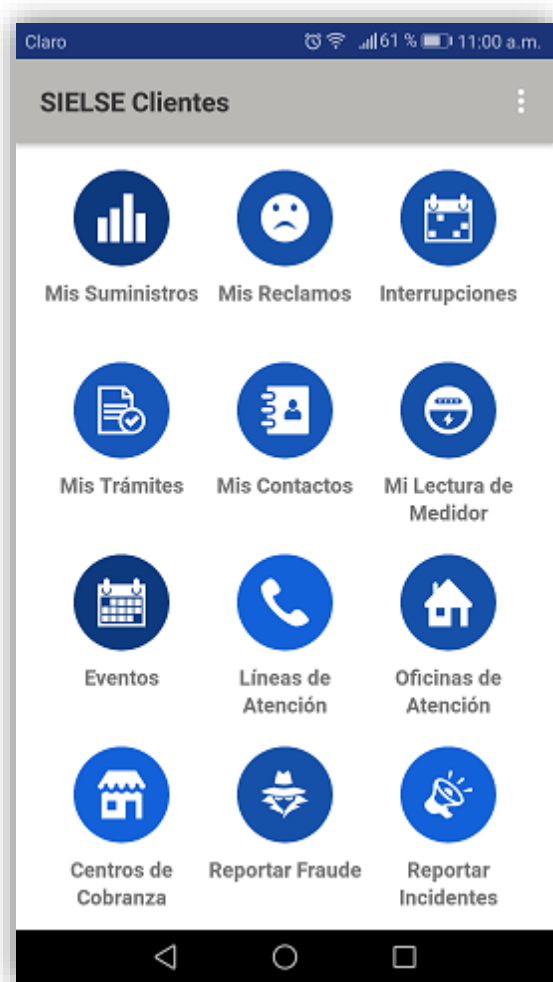 Claro 61 % 11:00 a.m.
SIELSE Clientes
Mis Suministros Mis Reclamos Interrupciones
Mis Trámites Mis Contactos Mi Lectura de
Medidor
Eventos Líneas de Oficinas de
Atención Atención
Centros de Reportar Fraude Reportar
Cobranza Incidentes